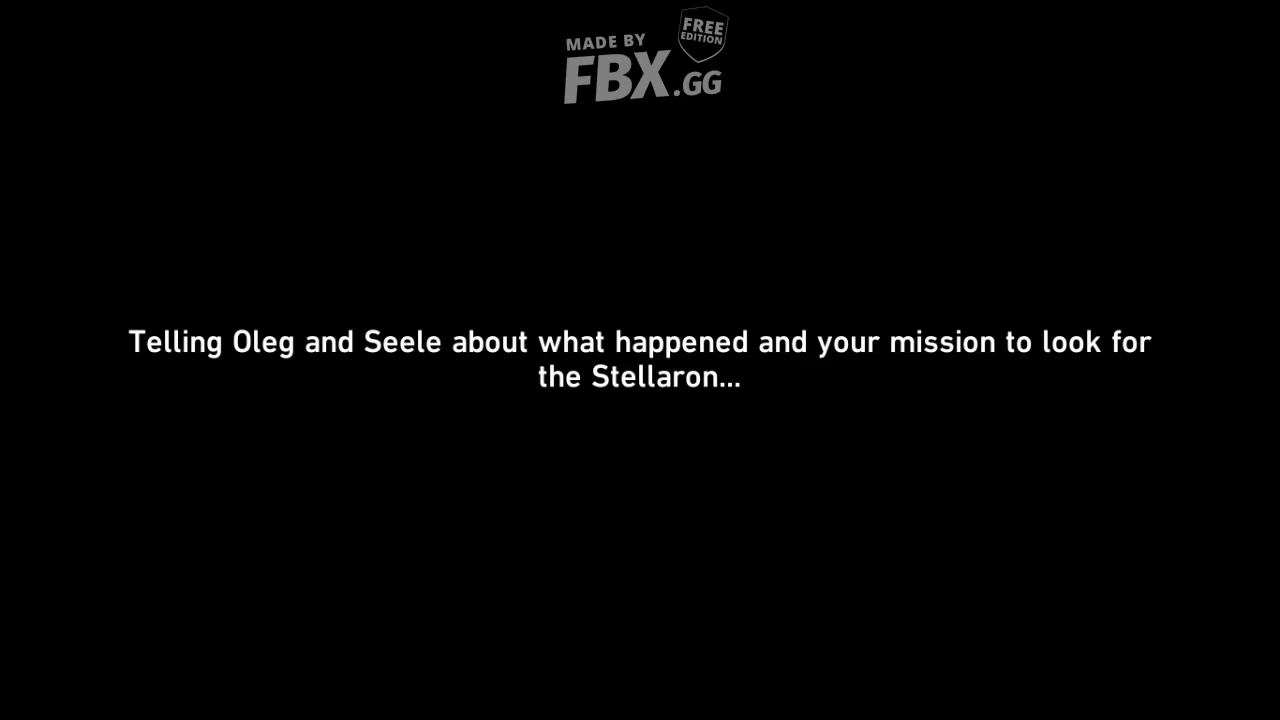 FREE
EDITION
MADE BY
FBX.GG
Telling Oleg and Seele about what happened and your mission to look for
the Stellaron...